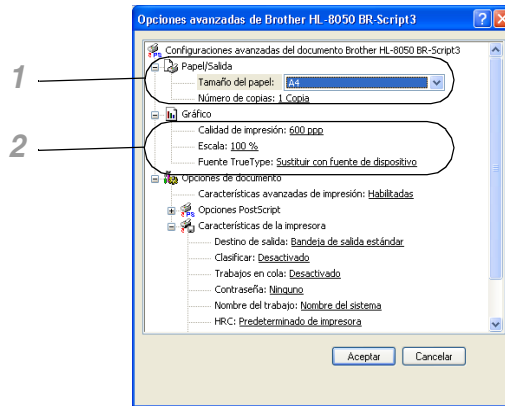 Opciones avanzadas de Brother HL-8050 BR-Script3
Configuraciones avanzadas del documento Brother HL-8050 BR-Script3
1
Papel/Salida
Tamaño del papel: A4
Número de copias: 1 Copia
Gráfico
2
Calidad de impresión: 600 ppp
Escala: 100 %
Fuente TrueType: Sustituir con fuente de dispositivo
Opciones de documento
Características avanzadas de impresión: Habilitadas
Opciones PostScript
Características de la impresora
Destino de salida: Bandeja de salida estándar
Clasificar: Desactivado
Trabajos en cola: Desactivado
Contraseña: Ninguno
Nombre del trabajo: Nombre del sistema
HRC: Predeterminado de impresora
Aceptar Cancelar